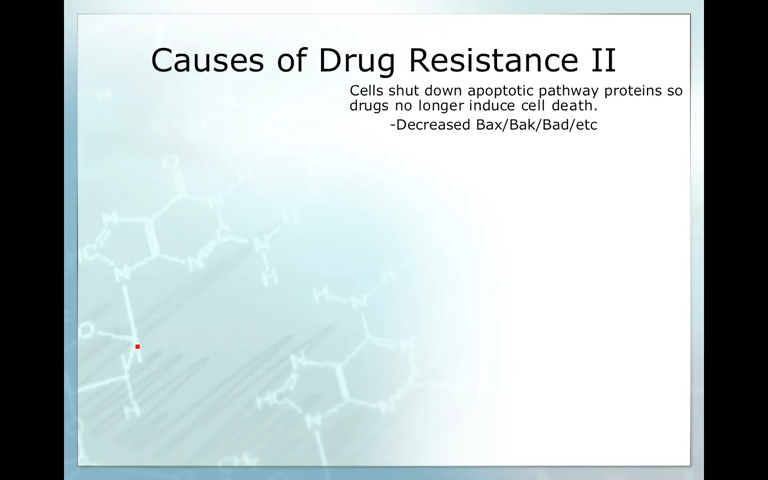 Causes of Drug Resistance II
Cells shut down apoptotic pathway proteins so
drugs no longer induce cell death.
-Decreased Bax/Bak/Bad/etc
O
N
H
N
H
N
N
C
N
H
N
H
O
H
H
N
H
N
HC
N
N
N